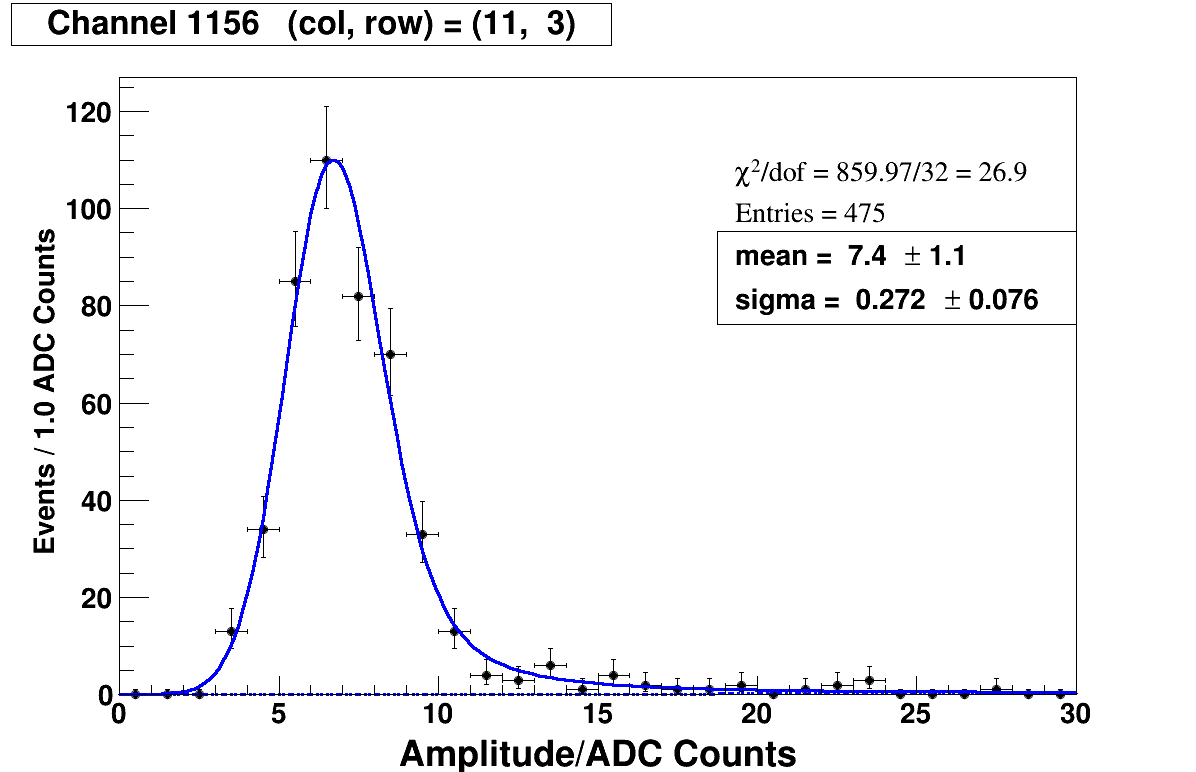 Channel 1156 (col, row) = (11, 3)
120
100
80
60
40
20
0
Events / 1.0 ADC Counts
χ²/dof = 859.97/32 = 26.9
Entries = 475
mean = 7.4 ± 1.1
sigma = 0.272 ± 0.076
0 5 10 15 20 25 30
Amplitude/ADC Counts